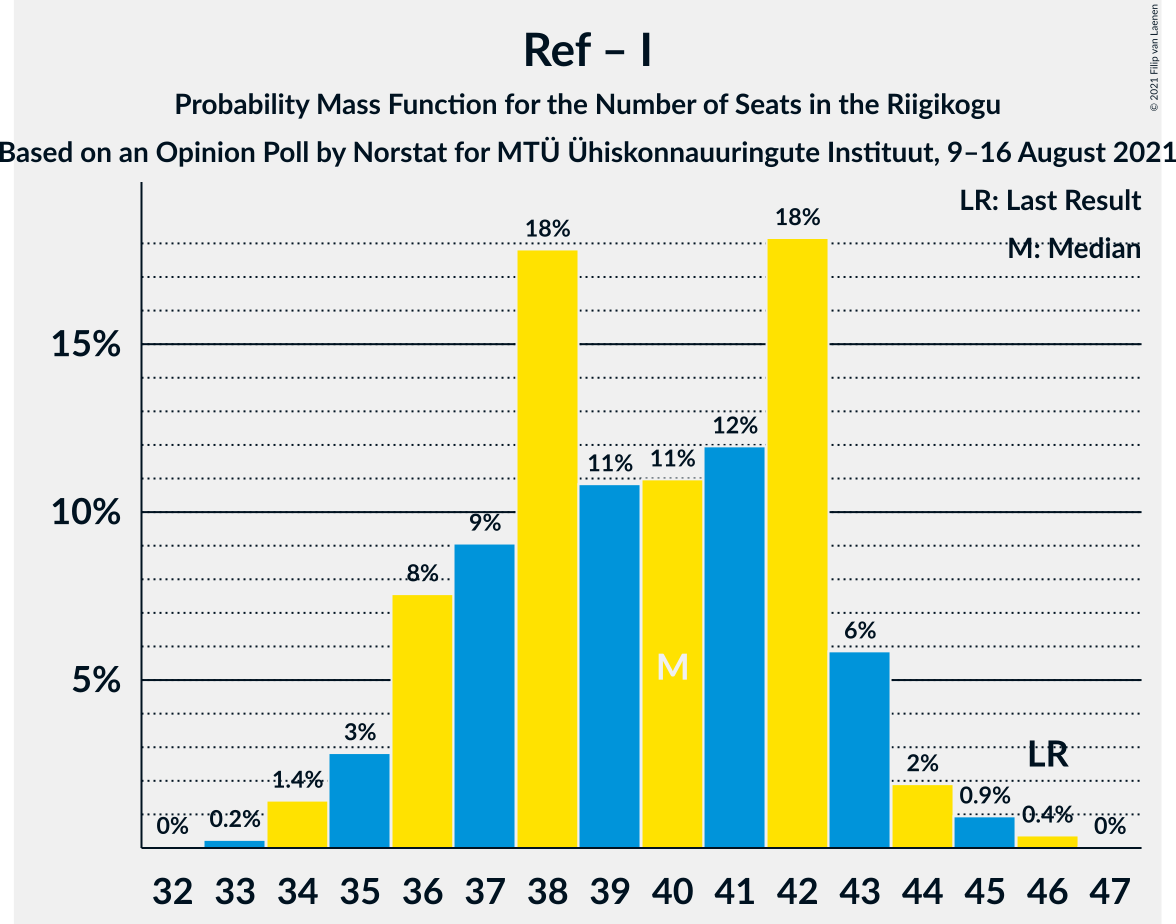 Ref – I
Probability Mass Function for the Number of Seats in the Riigikogu
Based on an Opinion Poll by Norstat for MTÜ Ühiskonnauuringute Instituut, 9–16 August 2021
© 2021 Filip van Laenen
LR: Last Result
M: Median
15%
10%
5%
0%
0.2%
1.4%
3%
8%
9%
18%
11%
11%
12%
18%
6%
2%
0.9%
0.4%
0%
M
LR
32 33 34 35 36 37 38 39 40 41 42 43 44 45 46 47